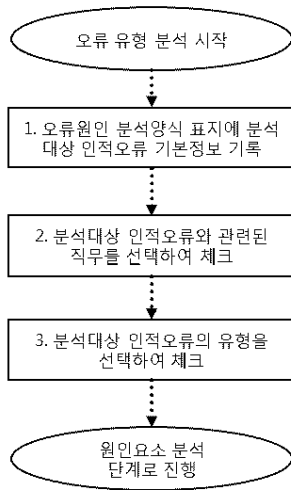 오류 유형 분석 시작
1. 오류원인 분석양식 표지에 분석
대상 인적오류 기본정보 기록
2. 분석대상 인적오류와 관련된
직무를 선택하여 체크
3. 분석대상 인적오류의 유형을
선택하여 체크
원인요소 분석
단계로 진행